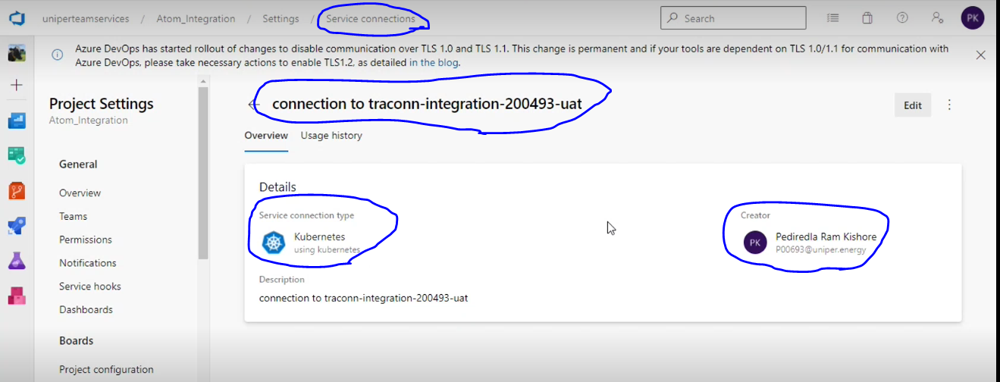 uniperteamservices / Atom_Integration / Settings / Service connections
Search
PK
Azure DevOps has started rollout of changes to disable communication over TLS 1.0 and TLS 1.1. This change is permanent and if your tools are dependent on TLS 1.0/1.1 for communication with
Azure DevOps, please take necessary actions to enable TLS1.2, as detailed in the blog.
Project Settings
Atom_Integration
General
Overview
Teams
Permissions
Notifications
Service hooks
Dashboards
Boards
Project configuration
connection to traconn-integration-200493-uat
Edit
Overview Usage history
Details
Service connection type
Kubernetes
using kubernetes
Creator
PK
Pediredla Ram Kishore
P00693@uniper.energy
Description
connection to traconn-integration-200493-uat